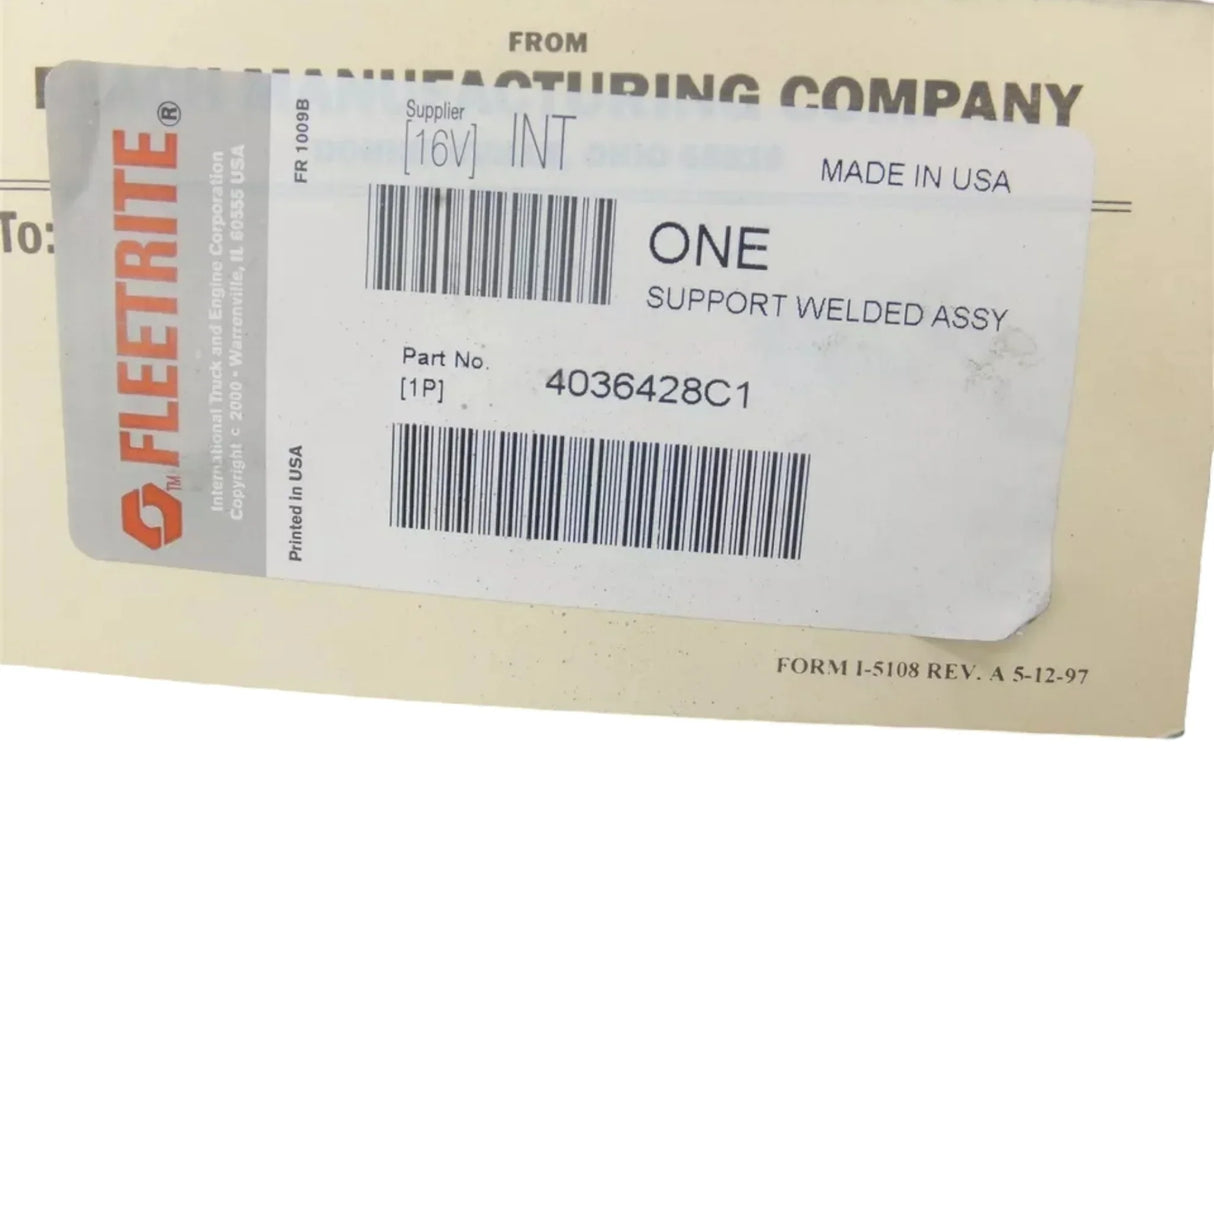 FROM
MANUFACTURING COMPANY
To:
FLEETRITE®
TM
International Truck and Engine Corporation
Copyright c 2000 - Warrenville, IL 60555 USA
FR 1009B
Printed in USA
Supplier
[16V] INT
MADE IN USA
ONE
SUPPORT WELDED ASSY
Part No.
[1P] 4036428C1
FORM I-5108 REV. A 5-12-97